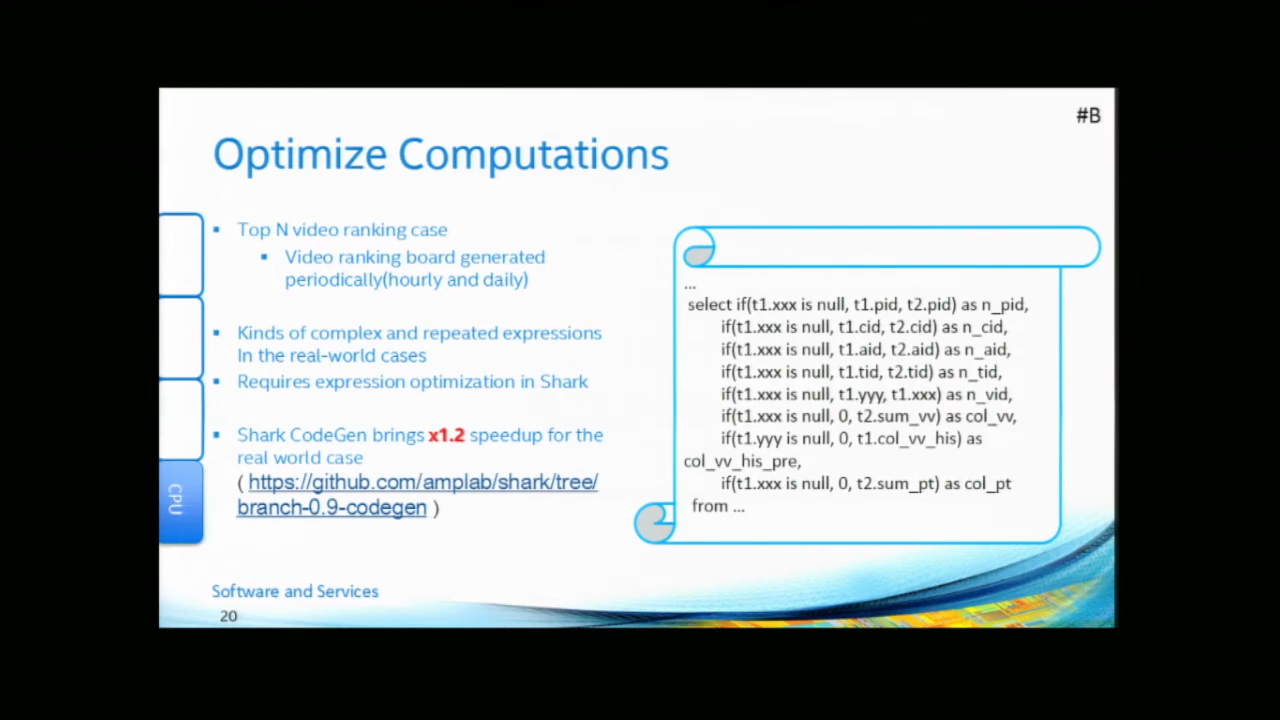 #B
Optimize Computations
Top N video ranking case
Video ranking board generated
periodically(hourly and daily)
Kinds of complex and repeated expressions
In the real-world cases
Requires expression optimization in Shark
Shark CodeGen brings x1.2 speedup for the
real world case
( https://github.com/amplab/shark/tree/
branch-0.9-codegen )
CPU
...
select if(t1.xxx is null, t1.pid, t2.pid) as n_pid,
if(t1.xxx is null, t1.cid, t2.cid) as n_cid,
if(t1.xxx is null, t1.aid, t2.aid) as n_aid,
if(t1.xxx is null, t1.tid, t2.tid) as n_tid,
if(t1.xxx is null, t1.yyy, t1.xxx) as n_vid,
if(t1.xxx is null, 0, t2.sum_vv) as col_vv,
if(t1.yyy is null, 0, t1.col_vv_his) as
col_vv_his_pre,
if(t1.xxx is null, 0, t2.sum_pt) as col_pt
from ...
Software and Services
20